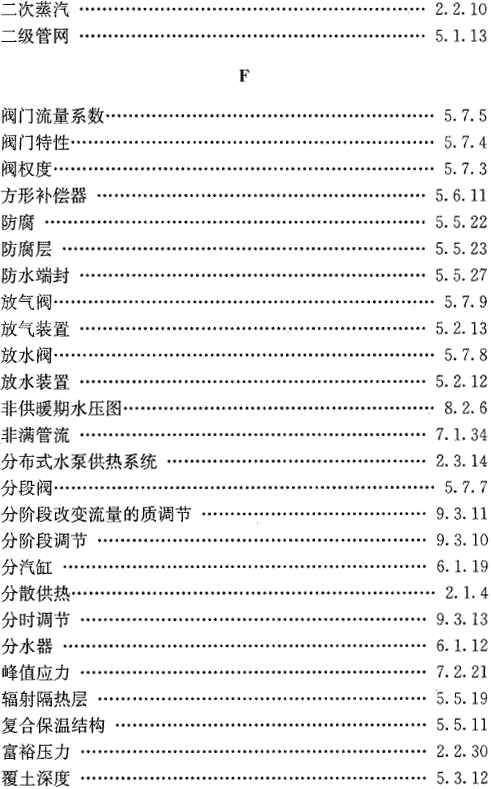 二次蒸汽 …………………………………………………… 2.2.10
二级管网 …………………………………………………… 5.1.13
F
阀门流量系数………………………………………………… 5.7.5
阀门特性……………………………………………………… 5.7.4
阀权度………………………………………………………… 5.7.3
方形补偿器 ………………………………………………… 5.6.11
防腐 ………………………………………………………… 5.5.22
防腐层 ……………………………………………………… 5.5.23
防水端封 …………………………………………………… 5.5.27
放气阀………………………………………………………… 5.7.9
放气装置 …………………………………………………… 5.2.13
放水阀………………………………………………………… 5.7.8
放水装置 …………………………………………………… 5.2.12
非供暖期水压图……………………………………………… 8.2.6
非满管流 …………………………………………………… 7.1.34
分布式水泵供热系统 ……………………………………… 2.3.14
分段阀………………………………………………………… 5.7.7
分阶段改变流量的质调节 ………………………………… 9.3.11
分阶段调节 ………………………………………………… 9.3.10
分汽缸 ……………………………………………………… 6.1.19
分散供热……………………………………………………… 2.1.4
分时调节 …………………………………………………… 9.3.13
分水器 ……………………………………………………… 6.1.12
峰值应力 …………………………………………………… 7.2.21
辐射隔热层 ………………………………………………… 5.5.19
复合保温结构 ……………………………………………… 5.5.11
富裕压力 …………………………………………………… 2.2.30
覆土深度 …………………………………………………… 5.3.12